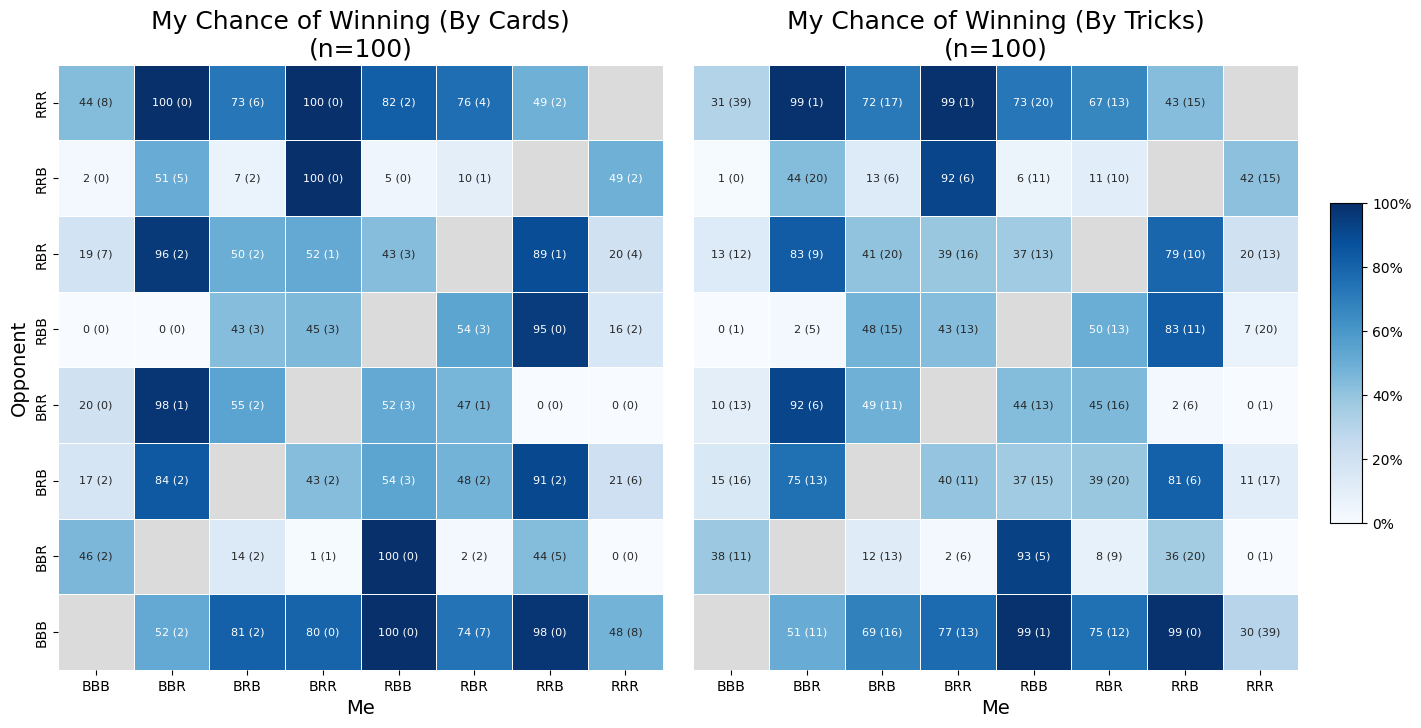 My Chance of Winning (By Cards)
(n=100)
My Chance of Winning (By Tricks)
(n=100)
Opponent
RRR
44 (8) 100 (0) 73 (6) 100 (0) 82 (2) 76 (4) 49 (2)
31 (39) 99 (1) 72 (17) 99 (1) 73 (20) 67 (13) 43 (15)
RRB
2 (0) 51 (5) 7 (2) 100 (0) 5 (0) 10 (1) 49 (2)
1 (0) 44 (20) 13 (6) 92 (6) 6 (11) 11 (10) 42 (15)
RBR
19 (7) 96 (2) 50 (2) 52 (1) 43 (3) 89 (1) 20 (4)
13 (12) 83 (9) 41 (20) 39 (16) 37 (13) 79 (10) 20 (13)
RBB
0 (0) 0 (0) 43 (3) 45 (3) 54 (3) 95 (0) 16 (2)
0 (1) 2 (5) 48 (15) 43 (13) 50 (13) 83 (11) 7 (20)
BRR
20 (0) 98 (1) 55 (2) 52 (3) 47 (1) 0 (0) 0 (0)
10 (13) 92 (6) 49 (11) 44 (13) 45 (16) 2 (6) 0 (1)
BRB
17 (2) 84 (2) 43 (2) 54 (3) 48 (2) 91 (2) 21 (6)
15 (16) 75 (13) 40 (11) 37 (15) 39 (20) 81 (6) 11 (17)
BBR
46 (2) 14 (2) 1 (1) 100 (0) 2 (2) 44 (5) 0 (0)
38 (11) 12 (13) 2 (6) 93 (5) 8 (9) 36 (20) 0 (1)
BBB
52 (2) 81 (2) 80 (0) 100 (0) 74 (7) 98 (0) 48 (8)
51 (11) 69 (16) 77 (13) 99 (1) 75 (12) 99 (0) 30 (39)
BBB BBR BRB BRR RBB RBR RRB RRR
Me
BBB BBR BRB BRR RBB RBR RRB RRR
Me
100%
80%
60%
40%
20%
0%